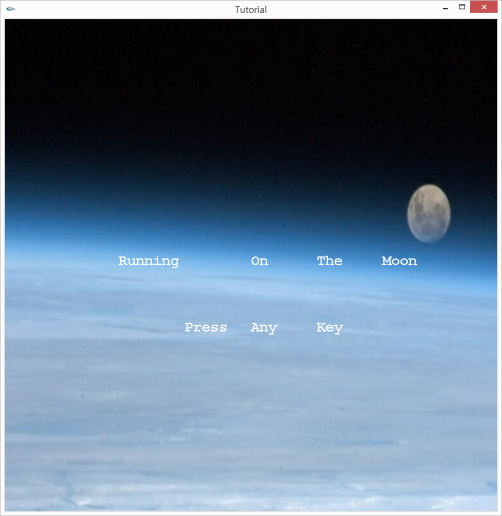 Tutorial
Running On The Moon
Press Any Key